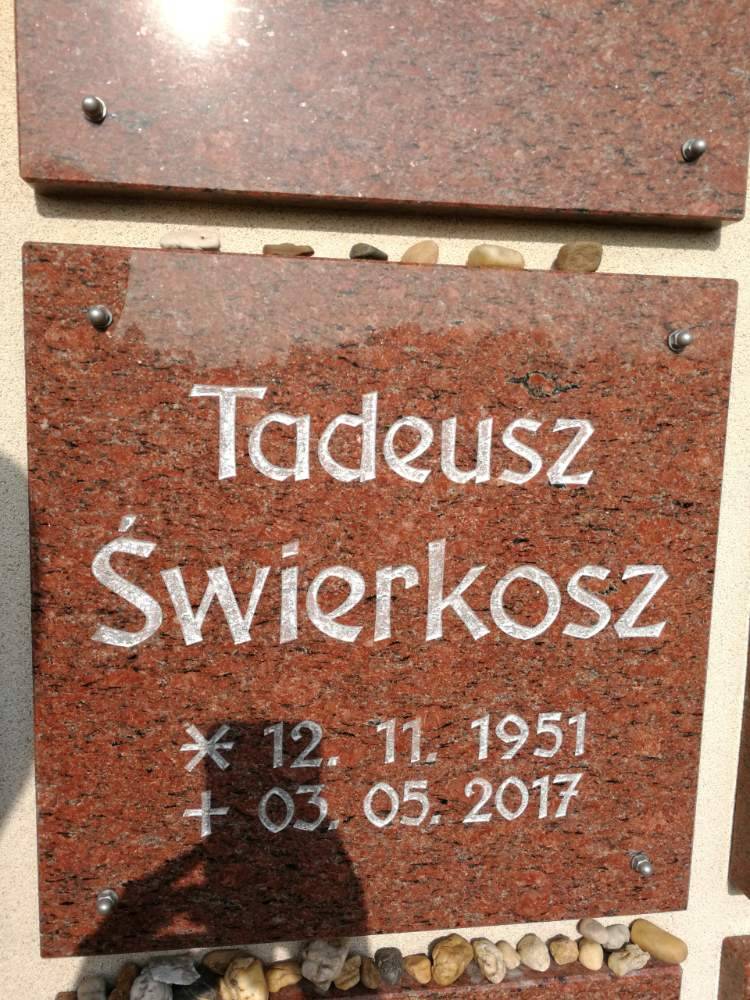 Tadeusz
Świerkosz
* 12. 11. 1951
+ 03. 05. 2017